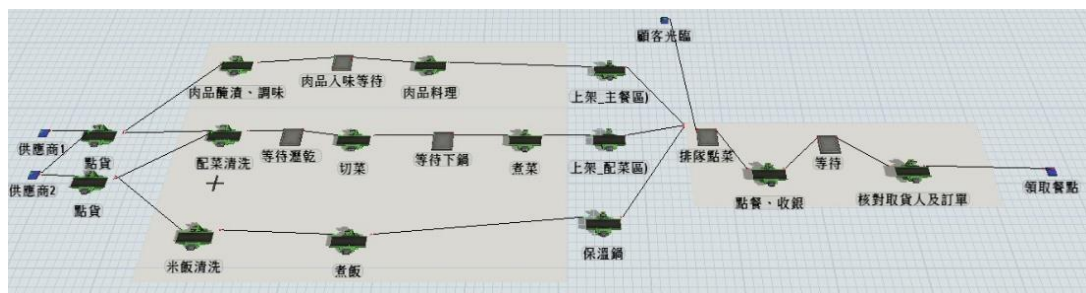 顧客光臨
肉品醃漬、調味
肉品入味等待
肉品料理
上架_主餐區)
供應商1
點貨
配菜清洗
等待瀝乾
切菜
等待下鍋
煮菜
上架_配菜區)
排隊點菜
等待
供應商2
點貨
點餐、收銀
核對取貨人及訂單
領取餐點
米飯清洗
煮飯
保溫鍋